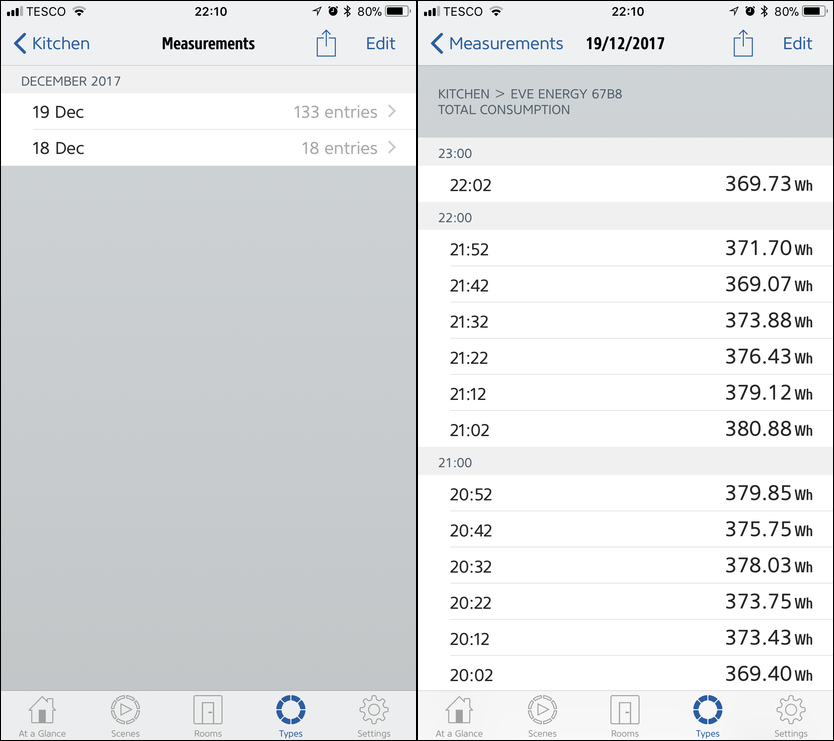 TESCO 22:10 80%
Kitchen Measurements Edit
DECEMBER 2017
19 Dec 133 entries
18 Dec 18 entries
At a Glance Scenes Rooms Types Settings
TESCO 22:10 80%
Measurements 19/12/2017 Edit
KITCHEN > EVE ENERGY 67B8
TOTAL CONSUMPTION
23:00
22:02 369.73 Wh
22:00
21:52 371.70 Wh
21:42 369.07 Wh
21:32 373.88 Wh
21:22 376.43 Wh
21:12 379.12 Wh
21:02 380.88 Wh
21:00
20:52 379.85 Wh
20:42 375.75 Wh
20:32 378.03 Wh
20:22 373.75 Wh
20:12 373.43 Wh
20:02 369.40 Wh
At a Glance Scenes Rooms Types Settings